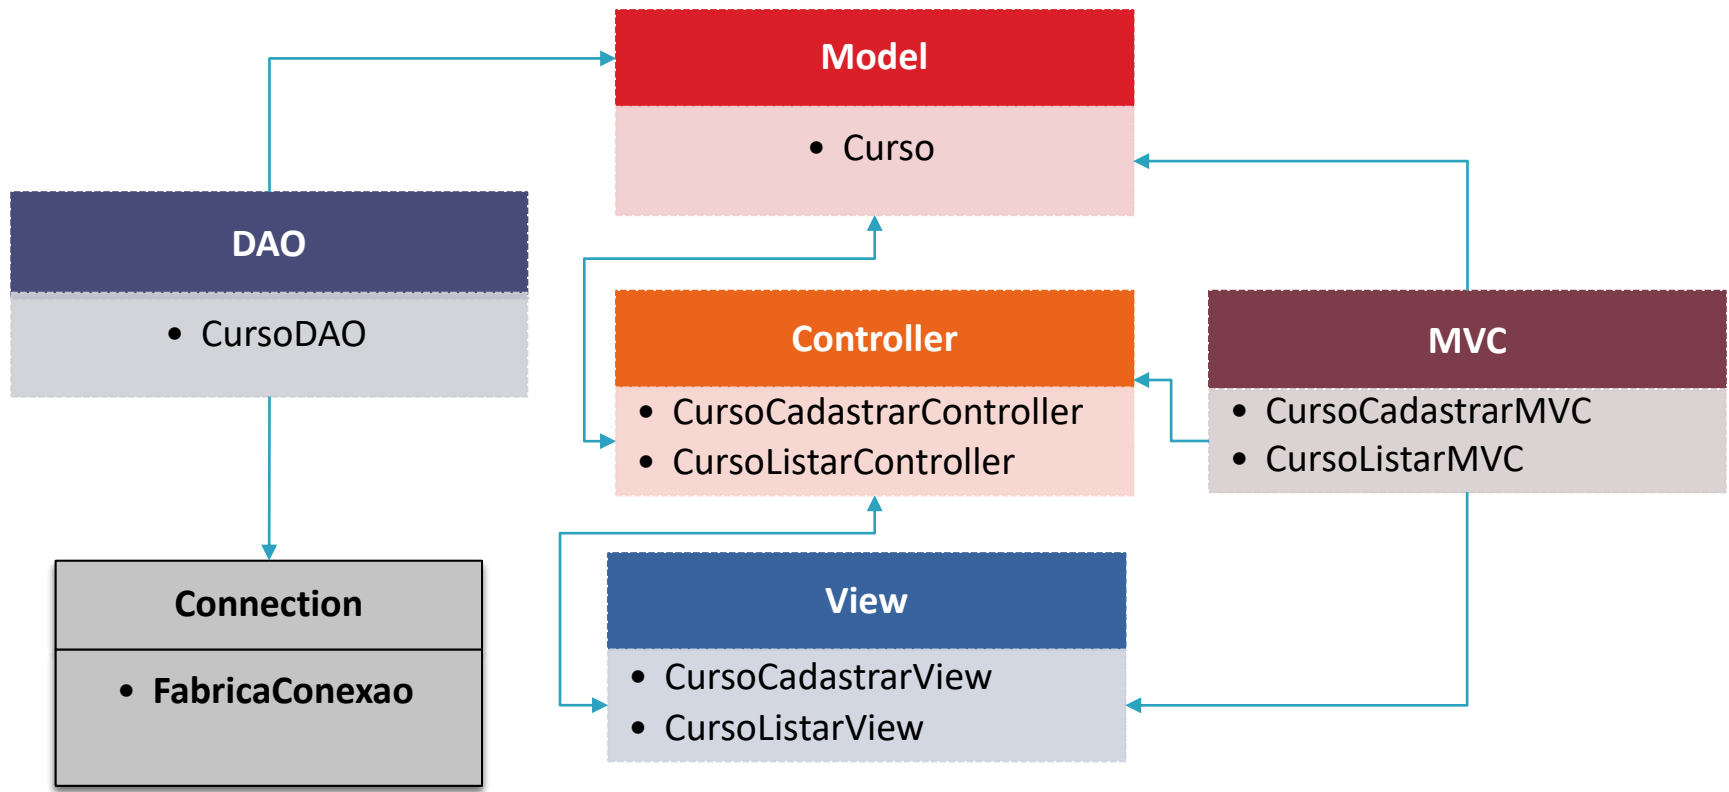 Model
• Curso
DAO
• CursoDAO
Controller
• CursoCadastrarController
• CursoListarController
MVC
• CursoCadastrarMVC
• CursoListarMVC
Connection
• FabricaConexao
View
• CursoCadastrarView
• CursoListarView